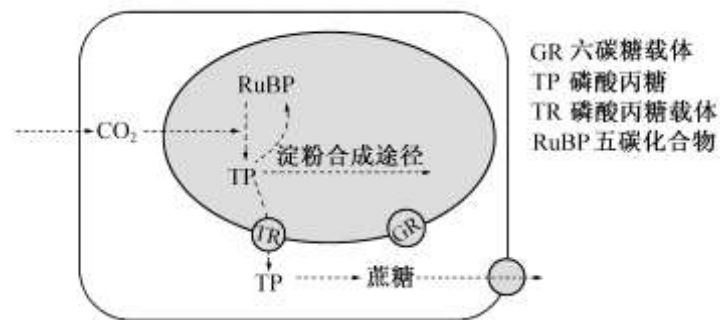 GR 六碳糖载体
TP 磷酸丙糖
TR 磷酸丙糖载体
RuBP 五碳化合物
RuBP
CO₂
淀粉合成途径
TP
TR
GR
TP
蔗糖